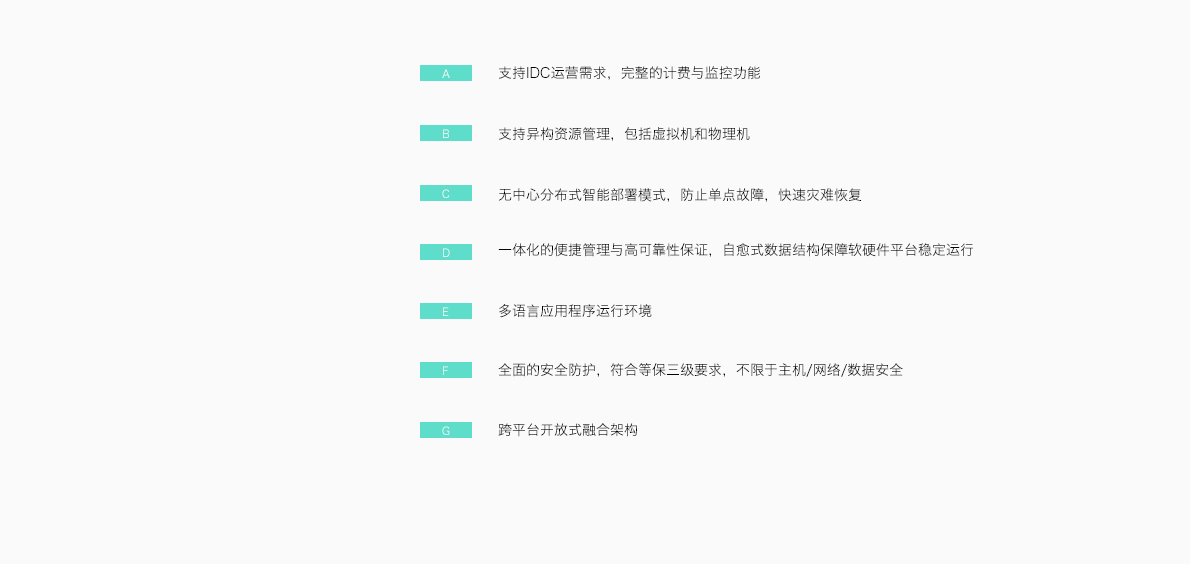 A 支持IDC运营需求，完整的计费与监控功能
B 支持异构资源管理，包括虚拟机和物理机
C 无中心分布式智能部署模式，防止单点故障，快速灾难恢复
D 一体化的便捷管理与高可靠性保证，自愈式数据结构保障软硬件平台稳定运行
E 多语言应用程序运行环境
F 全面的安全防护，符合等保三级要求，不限于主机/网络/数据安全
G 跨平台开放式融合架构